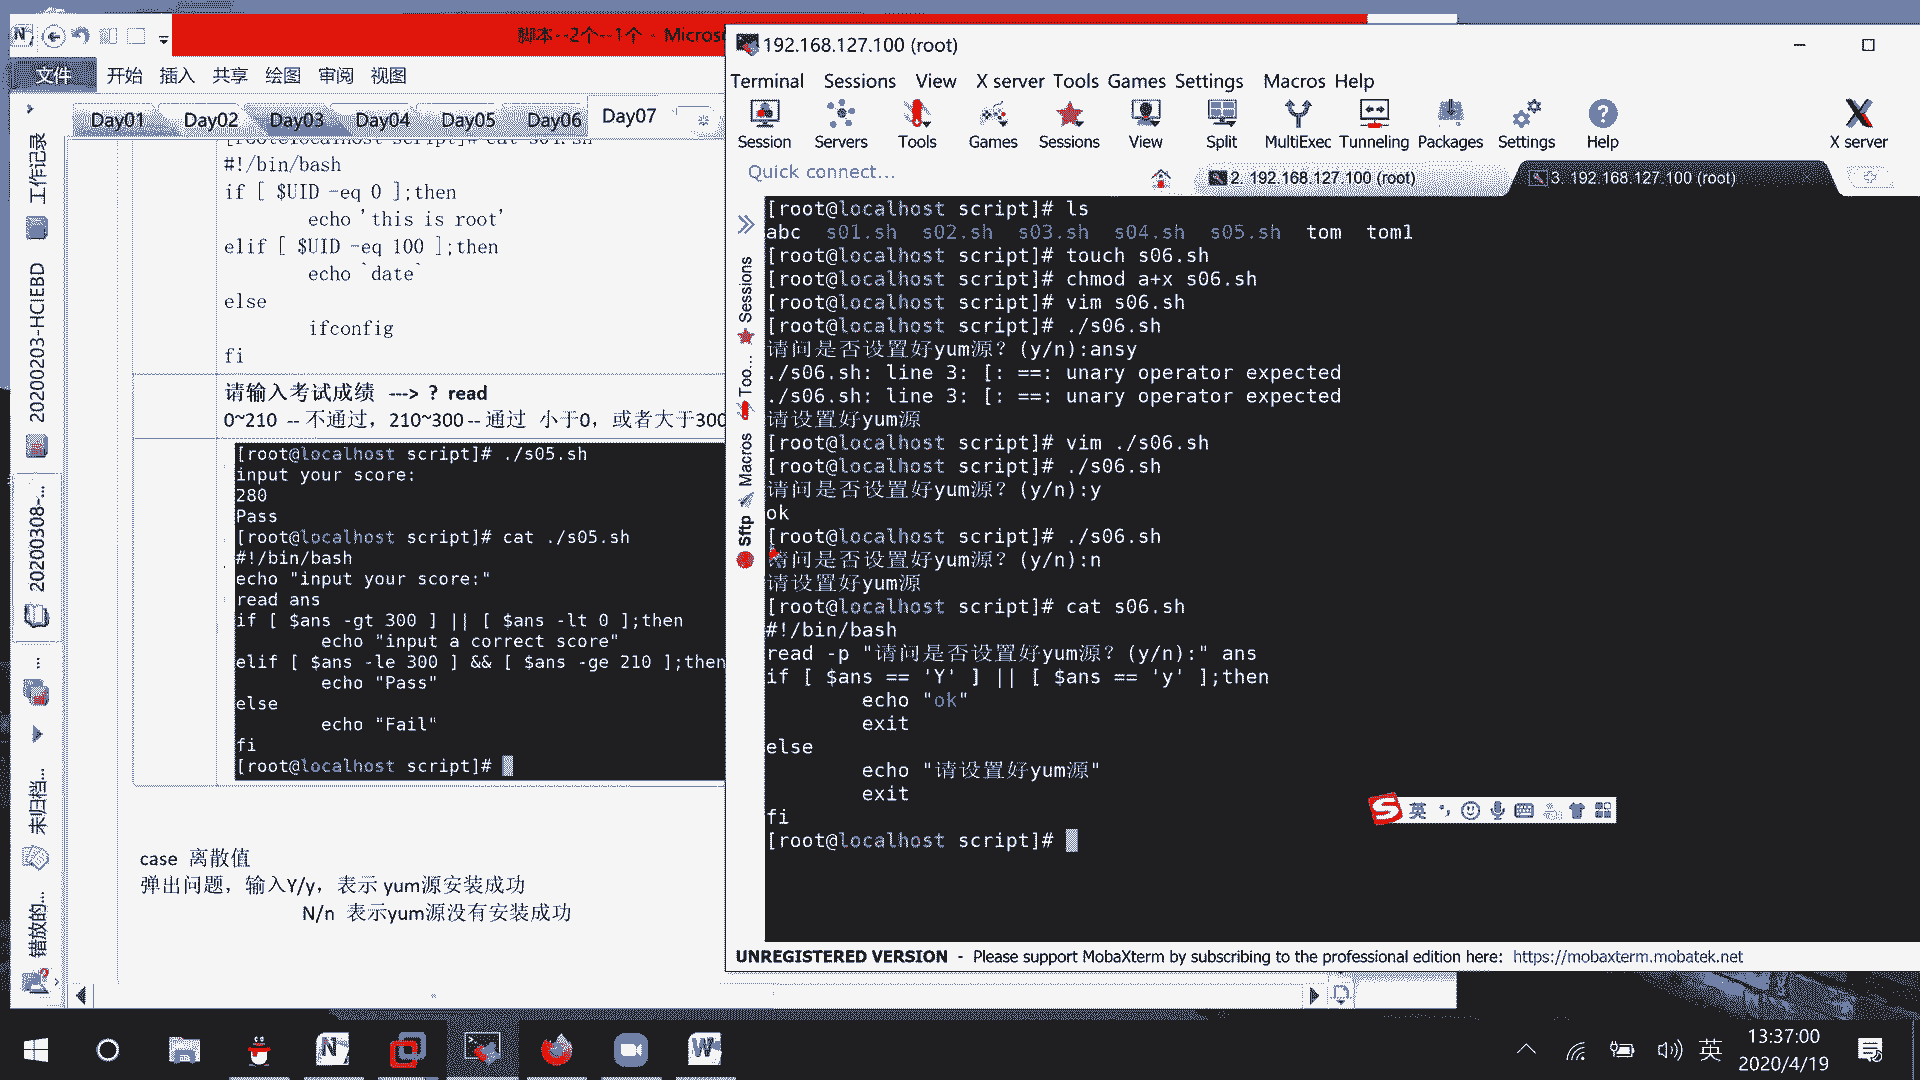 脚本--2个--1个 - Micros
文件 开始 插入 共享 绘图 审阅 视图
Day01 Day02 Day03 Day04 Day05 Day06 Day07
工作记录
20200203-HCIEBD
20200308-...
...
未归档...
错放的...
[root@localhost script]# cat s04.sh
#!/bin/bash
if [ $UID -eq 0 ];then
echo 'this is root'
elif [ $UID -eq 100 ];then
echo `date`
else
ifconfig
fi
请输入考试成绩 ---> ? read
0~210 -- 不通过，210~300 -- 通过 小于0，或者大于300
[root@localhost script]# ./s05.sh
input your score:
280
Pass
[root@localhost script]# cat ./s05.sh
#!/bin/bash
echo "input your score:"
read ans
if [ $ans -gt 300 ] || [ $ans -lt 0 ];then
echo "input a correct score"
elif [ $ans -le 300 ] && [ $ans -ge 210 ];then
echo "Pass"
else
echo "Fail"
fi
[root@localhost script]#
case 离散值
弹出问题，输入Y/y，表示 yum源安装成功
N/n 表示yum源没有安装成功
192.168.127.100 (root)
Terminal Sessions View X server Tools Games Settings Macros Help
Session Servers Tools Games Sessions View Split MultiExec Tunneling Packages Settings Help X server
Quick connect...
2. 192.168.127.100 (root)
3. 192.168.127.100 (root)
Sessions
Too...
Macros
Sftp
[root@localhost script]# ls
abc s01.sh s02.sh s03.sh s04.sh s05.sh tom tom1
[root@localhost script]# touch s06.sh
[root@localhost script]# chmod a+x s06.sh
[root@localhost script]# vim s06.sh
[root@localhost script]# ./s06.sh
请问是否设置好yum源？(y/n):ansy
./s06.sh: line 3: [: ==: unary operator expected
./s06.sh: line 3: [: ==: unary operator expected
请设置好yum源
[root@localhost script]# vim ./s06.sh
[root@localhost script]# ./s06.sh
请问是否设置好yum源？(y/n):y
ok
[root@localhost script]# ./s06.sh
请问是否设置好yum源？(y/n):n
请设置好yum源
[root@localhost script]# cat s06.sh
#!/bin/bash
read -p "请问是否设置好yum源？(y/n):" ans
if [ $ans == 'Y' ] || [ $ans == 'y' ];then
echo "ok"
exit
else
echo "请设置好yum源"
exit
fi
[root@localhost script]#
英
UNREGISTERED VERSION - Please support MobaXterm by subscribing to the professional edition here: https://mobaxterm.mobatek.net
英
13:37:00
2020/4/19